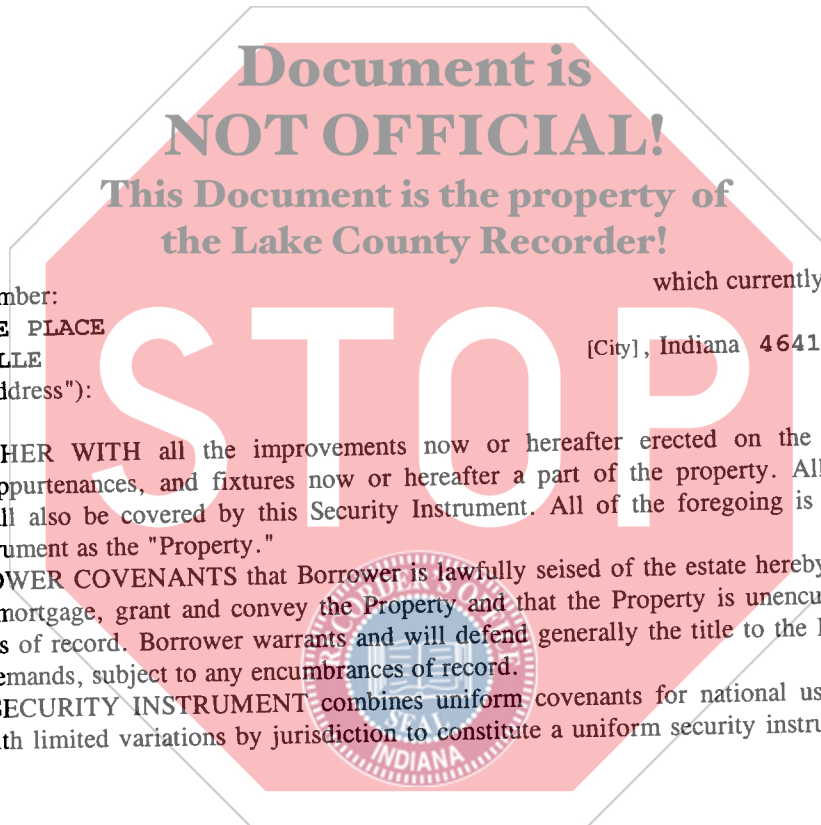 Document is
NOT OFFICIAL!
This Document is the property of
the Lake County Recorder!
mber:
which currently
E PLACE
LLE
[City], Indiana 4641
ddress"):
STOP
HER WITH all the improvements now or hereafter erected on the
ppurtenances, and fixtures now or hereafter a part of the property. All
ll also be covered by this Security Instrument. All of the foregoing is
rument as the "Property."
OWER COVENANTS that Borrower is lawfully seised of the estate hereby
mortgage, grant and convey the Property and that the Property is unencu
s of record. Borrower warrants and will defend generally the title to the
emands, subject to any encumbrances of record.
SECURITY INSTRUMENT combines uniform covenants for national us
th limited variations by jurisdiction to constitute a uniform security instru
RECORDER'S OFFICE
SEAL
INDIANA